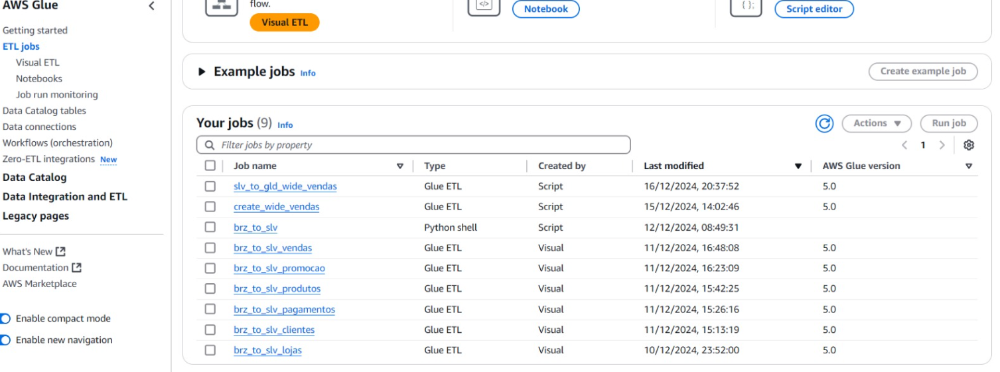 AWS Glue
Getting started
ETL jobs
Visual ETL
Notebooks
Job run monitoring
Data Catalog tables
Data connections
Workflows (orchestration)
Zero-ETL integrations New
Data Catalog
Data Integration and ETL
Legacy pages
What's New
Documentation
AWS Marketplace
Enable compact mode
Enable new navigation
flow.
Visual ETL
</>
Notebook
{ };
Script editor
Example jobs Info
Create example job
Your jobs (9) Info
Actions
Run job
Filter jobs by property
1
Job name Type Created by Last modified AWS Glue version
slv_to_gld_wide_vendas Glue ETL Script 16/12/2024, 20:37:52 5.0
create_wide_vendas Glue ETL Script 15/12/2024, 14:02:46 5.0
brz_to_slv Python shell Script 12/12/2024, 08:49:31
brz_to_slv_vendas Glue ETL Visual 11/12/2024, 16:48:08 5.0
brz_to_slv_promocao Glue ETL Visual 11/12/2024, 16:23:09 5.0
brz_to_slv_produtos Glue ETL Visual 11/12/2024, 15:42:25 5.0
brz_to_slv_pagamentos Glue ETL Visual 11/12/2024, 15:26:16 5.0
brz_to_slv_clientes Glue ETL Visual 11/12/2024, 15:13:19 5.0
brz_to_slv_lojas Glue ETL Visual 10/12/2024, 23:52:00 5.0